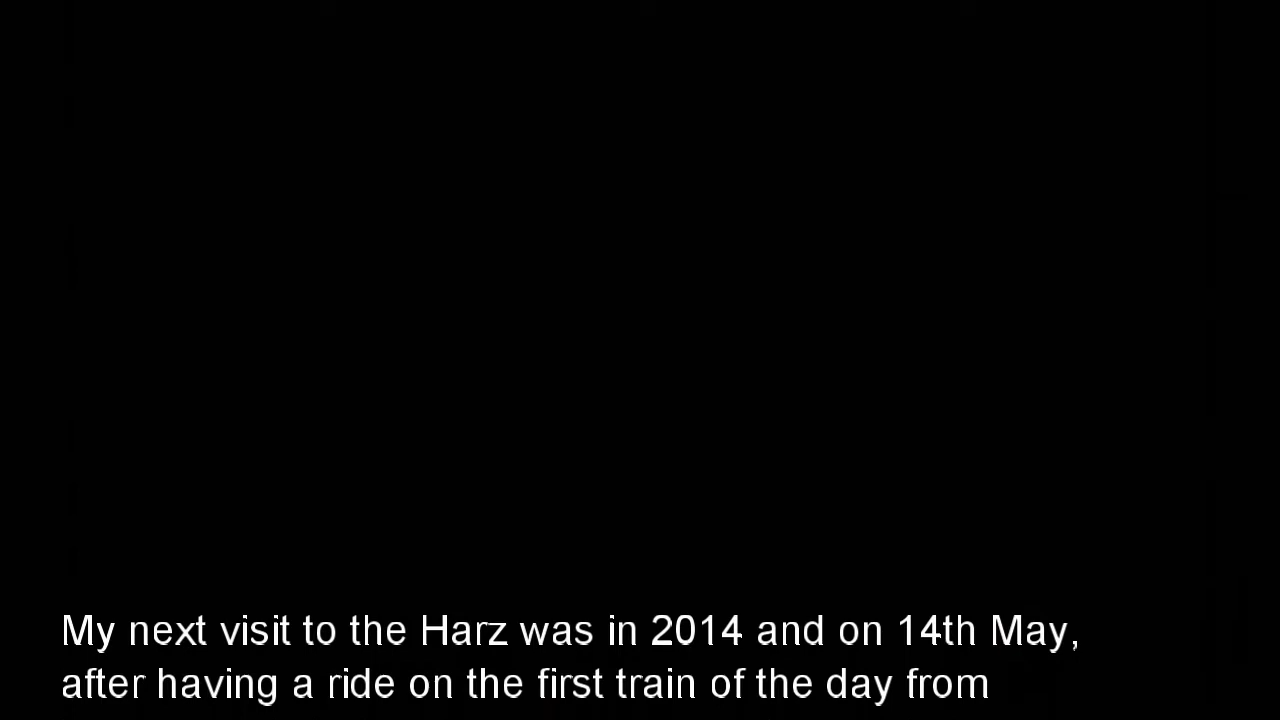 My next visit to the Harz was in 2014 and on 14th May,
after having a ride on the first train of the day from